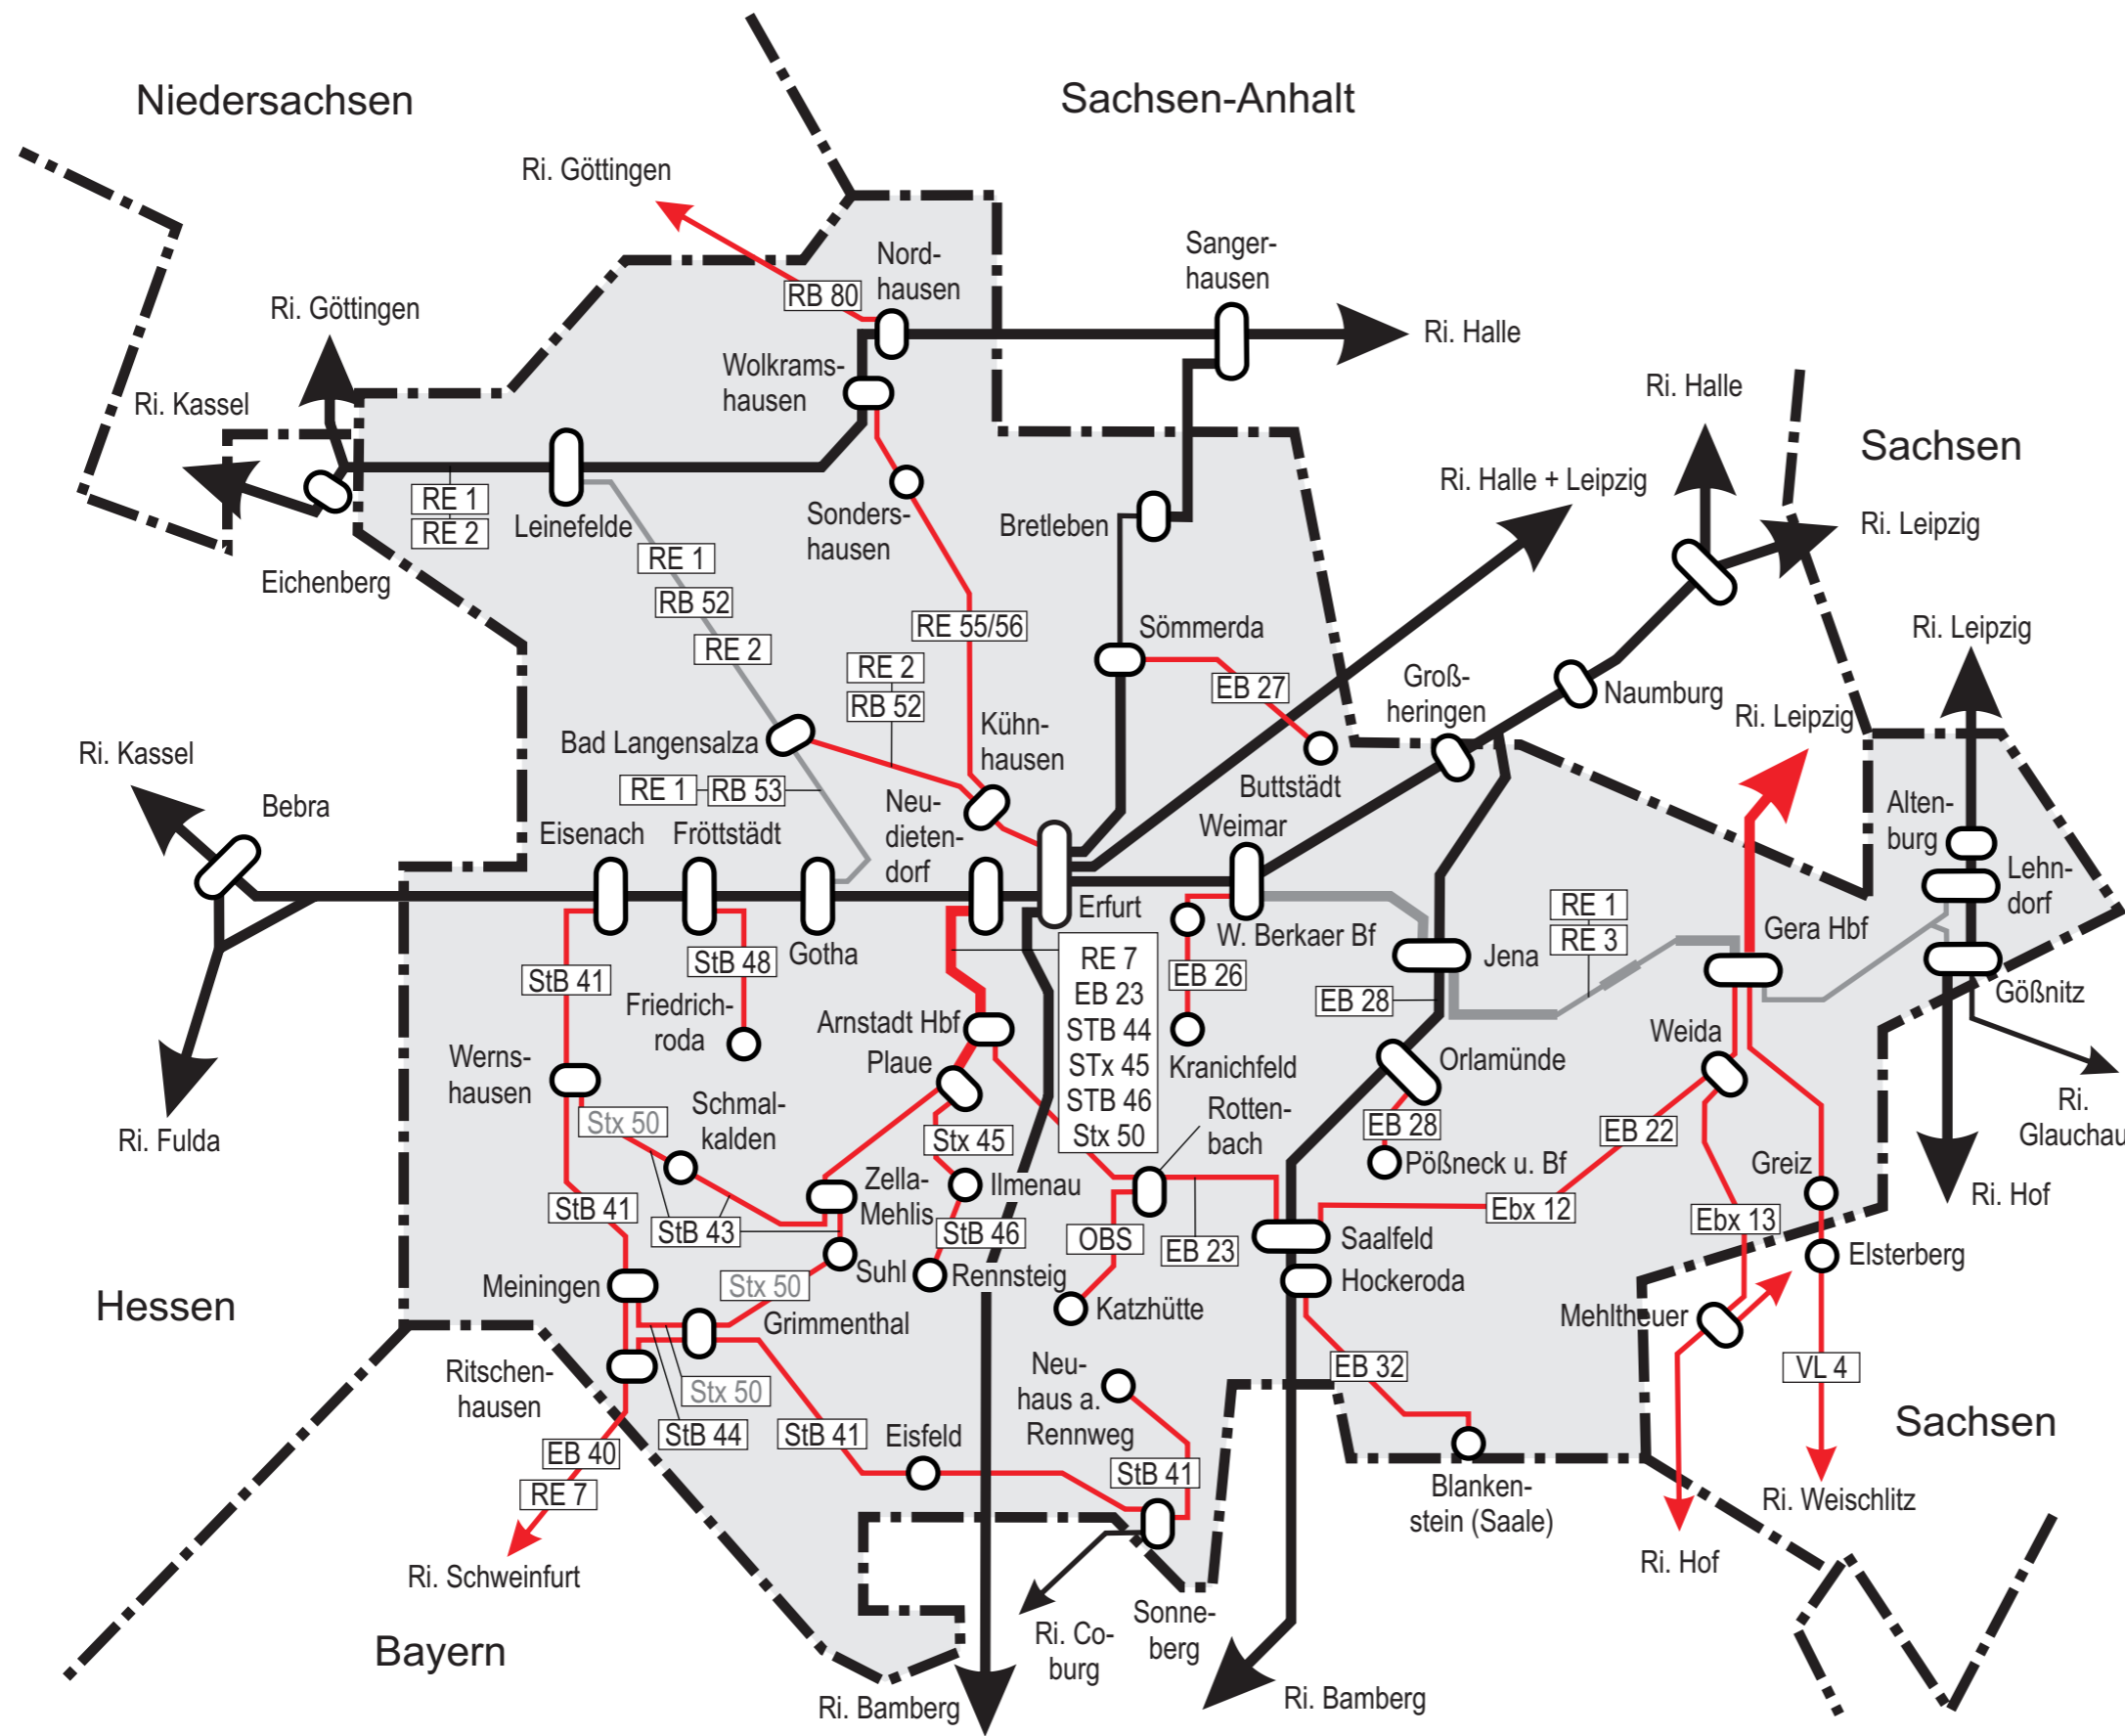 Niedersachsen
Sachsen-Anhalt
Ri. Göttingen
Nord-
hausen
Sanger-
hausen
RB 80
Ri. Göttingen
Ri. Halle
Wolkrams-
hausen
Ri. Kassel
Ri. Halle
Sachsen
Ri. Halle + Leipzig
RE 1
RE 2
Leinefelde
Sonders-
hausen
Bretleben
Ri. Leipzig
Eichenberg
RE 1
RB 52
RE 2
RE 55/56
Sömmerda
Ri. Leipzig
RE 2
RB 52
EB 27
Groß-
heringen
Naumburg
Ri. Leipzig
Bad Langensalza
Kühn-
hausen
Ri. Kassel
RE 1
RB 53
Buttstädt
Bebra
Neu-
dieten-
dorf
Alten-
burg
Eisenach
Fröttstädt
Weimar
Lehn-
dorf
Erfurt
RE 1
RE 3
Gera Hbf
W. Berkaer Bf
Gotha
Jena
StB 41
StB 48
RE 7
EB 23
STB 44
STx 45
STB 46
Stx 50
EB 26
EB 28
Gößnitz
Friedrich-
roda
Arnstadt Hbf
Weida
Werns-
hausen
Plaue
Kranichfeld
Orlamünde
Ri.
Glauchau
Stx 50
Schmal-
kalden
Rotten-
bach
EB 28
EB 22
Ri. Fulda
Stx 45
Pößneck u. Bf
Greiz
Zella-
Mehlis
Ilmenau
Ri. Hof
StB 41
StB 43
StB 46
OBS
EB 23
Ebx 12
Ebx 13
Saalfeld
Elsterberg
Suhl
Rennsteig
Hockeroda
Meiningen
Stx 50
Hessen
Katzhütte
Mehltheuer
Grimmenthal
Ritschen-
hausen
Stx 50
Neu-
haus a.
Rennweg
EB 32
VL 4
StB 44
StB 41
Eisfeld
Sachsen
EB 40
RE 7
StB 41
Blanken-
stein (Saale)
Ri. Weischlitz
Ri. Schweinfurt
Ri. Hof
Sonne-
berg
Ri. Co-
burg
Bayern
Ri. Bamberg
Ri. Bamberg